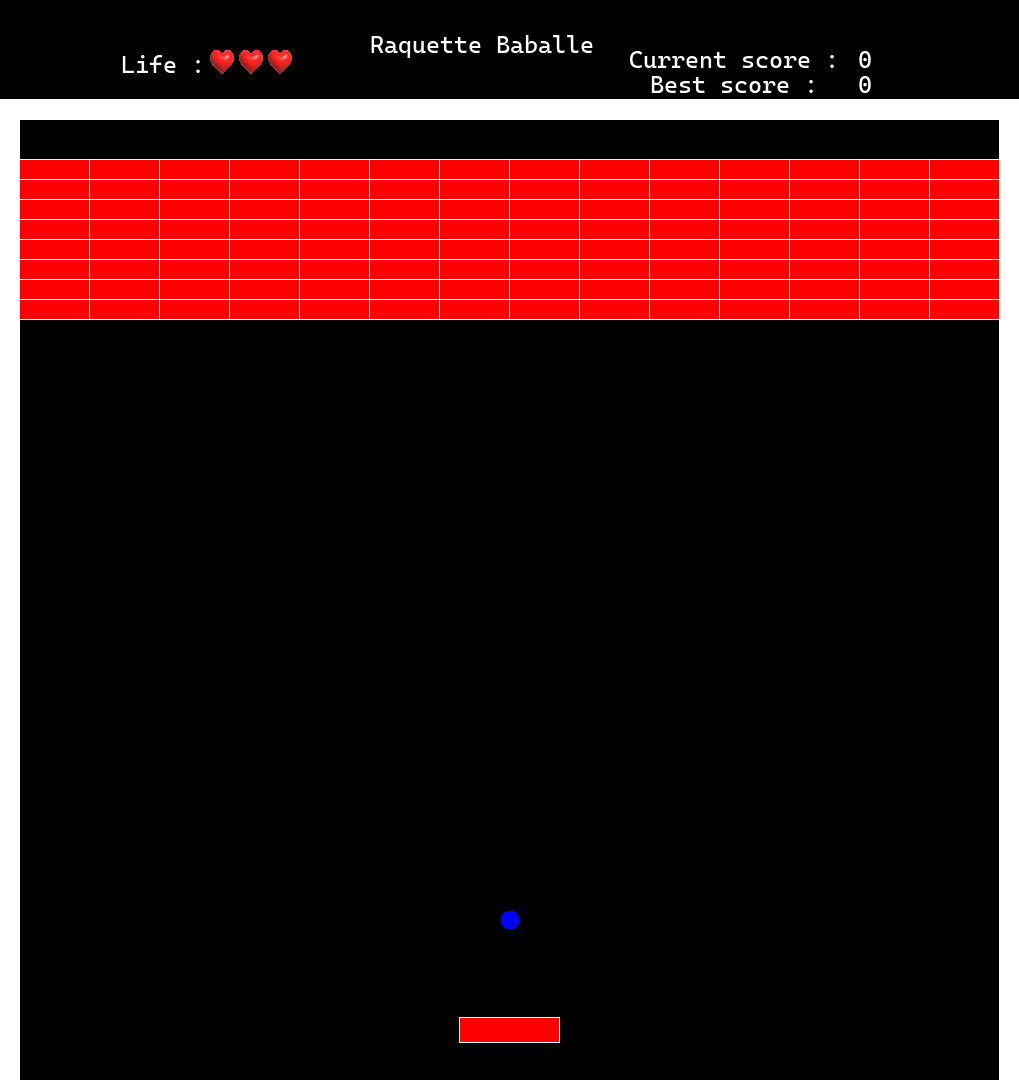 Raquette Baballe
Life :❤❤❤
Current score : 0
Best score : 0